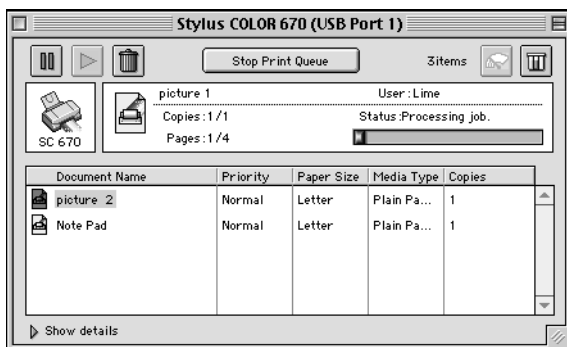 Stylus COLOR 670 (USB Port 1)
Stop Print Queue 3items
picture 1 User:Lime
Copies:1/1 Status:Processing job.
SC 670 Pages:1/4
Document Name Priority Paper Size Media Type Copies
picture 2 Normal Letter Plain Pa... 1
Note Pad Normal Letter Plain Pa... 1
Show details